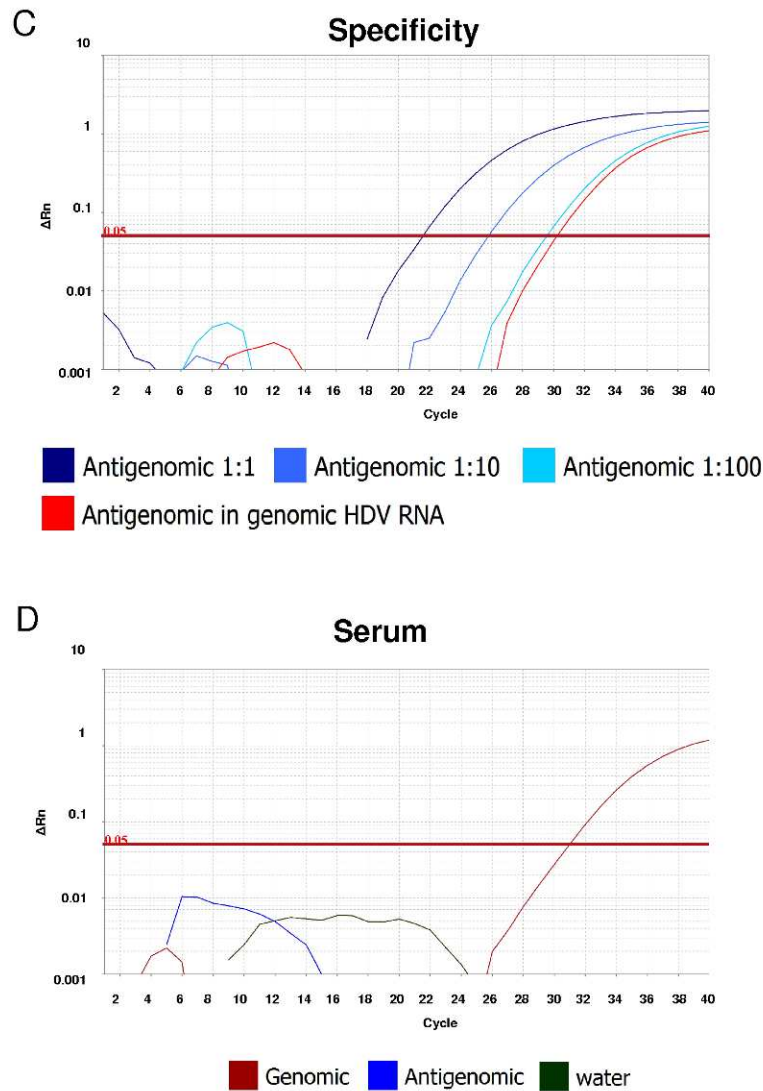 C
Specificity
10
1
0.1
0.05
0.01
0.001
ΔRn
2 4 6 8 10 12 14 16 18 20 22 24 26 28 30 32 34 36 38 40
Cycle
Antigenomic 1:1 Antigenomic 1:10 Antigenomic 1:100
Antigenomic in genomic HDV RNA
D
Serum
10
1
0.1
0.05
0.01
0.001
ΔRn
2 4 6 8 10 12 14 16 18 20 22 24 26 28 30 32 34 36 38 40
Cycle
Genomic Antigenomic water